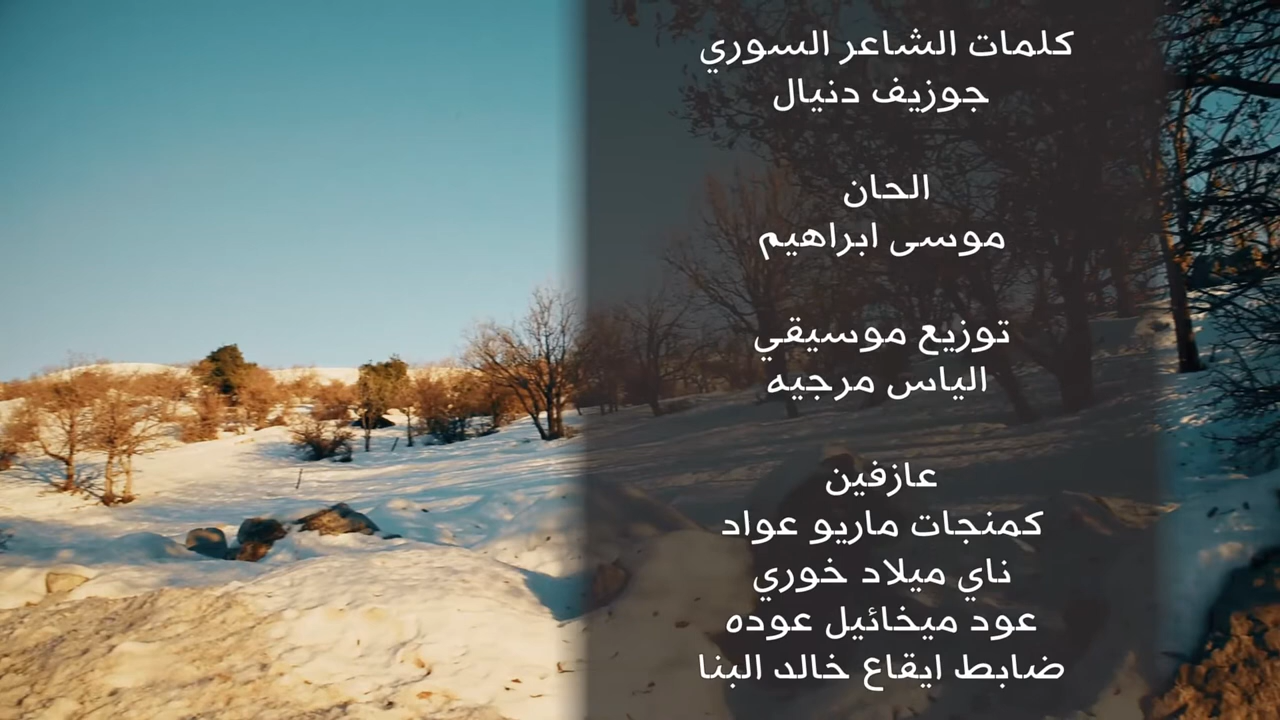 كلمات الشاعر السوري
جوزيف دنيال
الحان
موسى ابراهيم
توزيع موسيقي
الياس مرجيه
عازفين
كمنجات ماريو عواد
ناي ميلاد خوري
عود ميخائيل عوده
ضابط ايقاع خالد البنا